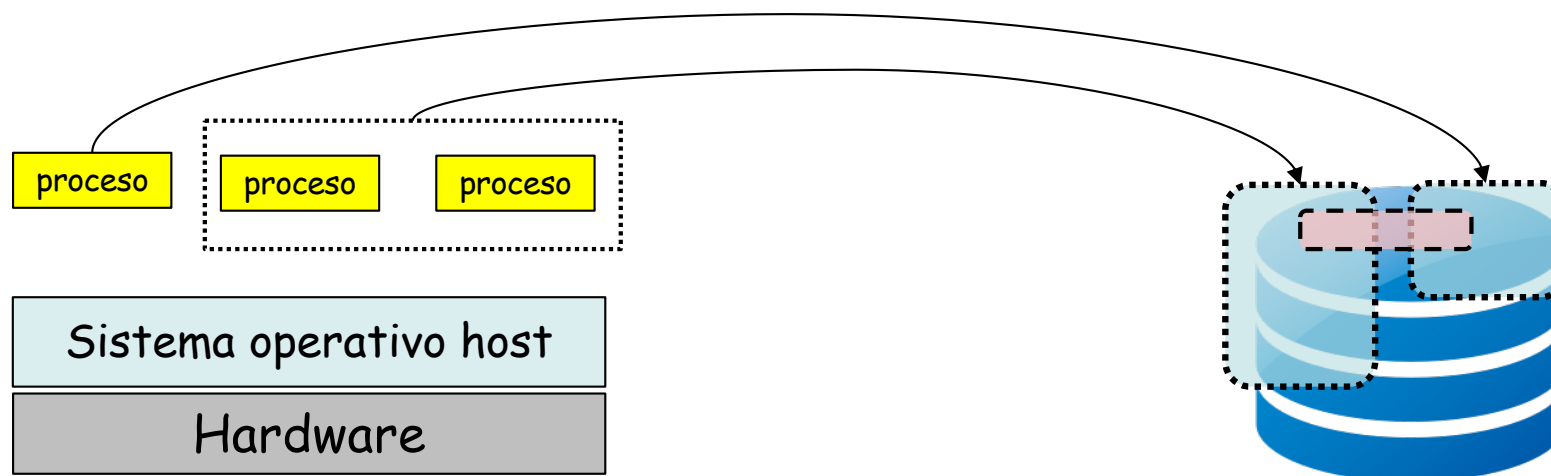 proceso
proceso
proceso
Sistema operativo host
Hardware